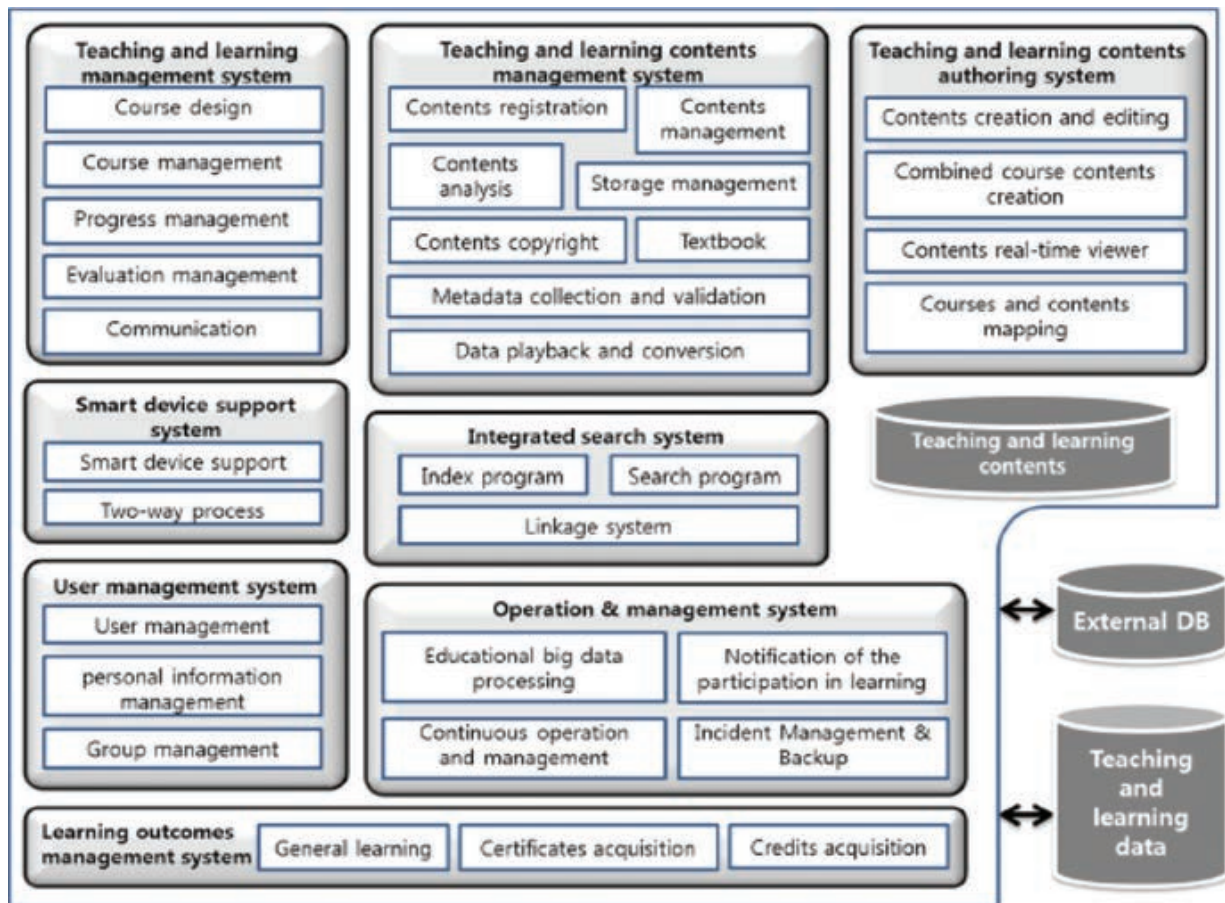 Teaching and learning
management system
Course design
Course management
Progress management
Evaluation management
Communication
Teaching and learning contents
management system
Contents registration
Contents
management
Contents
analysis
Storage management
Contents copyright
Textbook
Metadata collection and validation
Data playback and conversion
Teaching and learning contents
authoring system
Contents creation and editing
Combined course contents
creation
Contents real-time viewer
Courses and contents
mapping
Smart device support
system
Smart device support
Two-way process
Integrated search system
Index program
Search program
Linkage system
Teaching and learning
contents
User management system
User management
personal information
management
Group management
Operation & management system
Educational big data
processing
Notification of the
participation in learning
Continuous operation
and management
Incident Management &
Backup
External DB
Teaching
and
learning
data
Learning outcomes
management system
General learning
Certificates acquisition
Credits acquisition